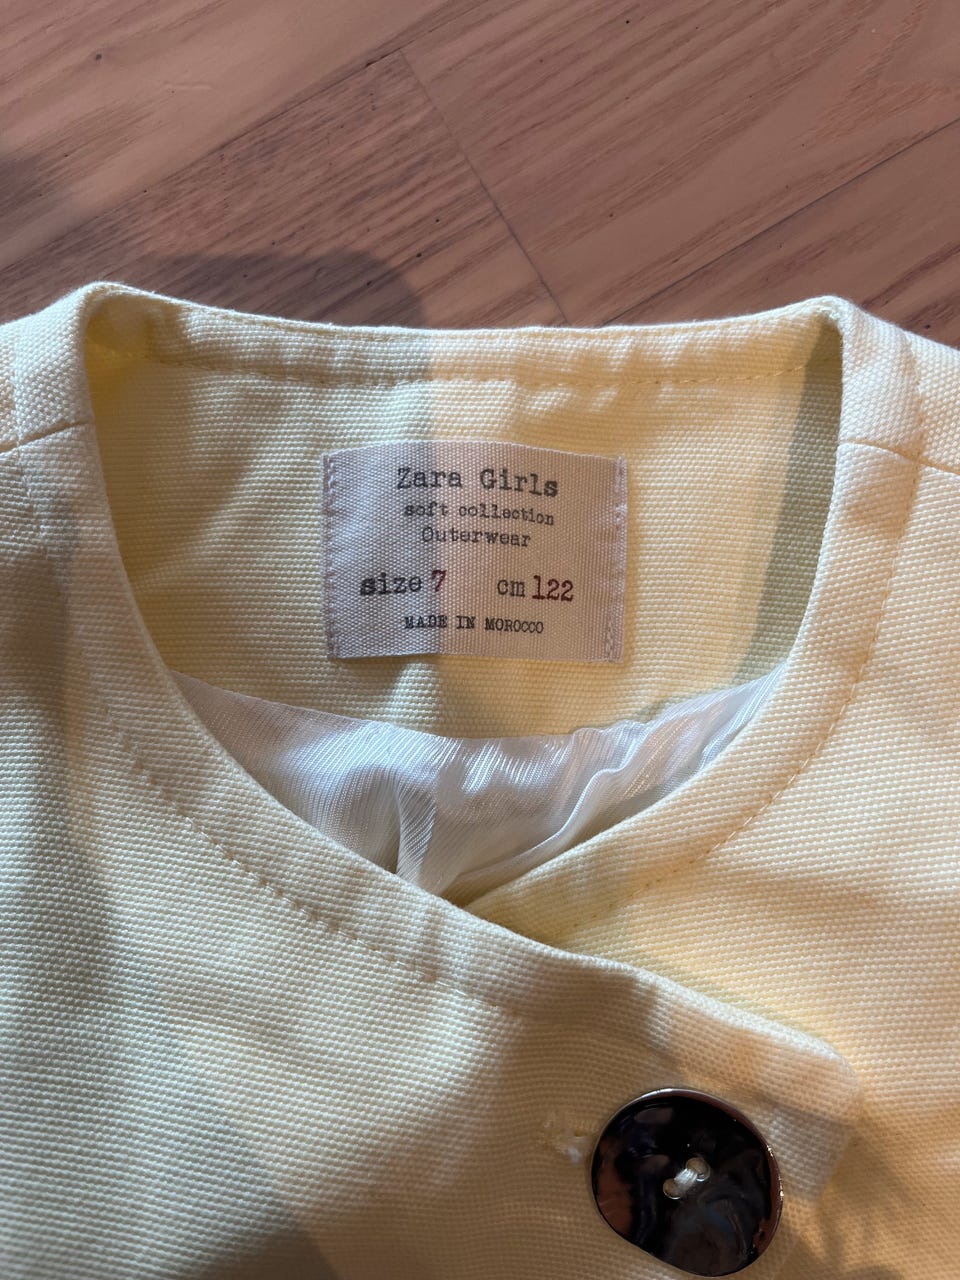 Zara Girls
soft collection
Outerwear
size 7 cm 122
MADE IN MOROCCO